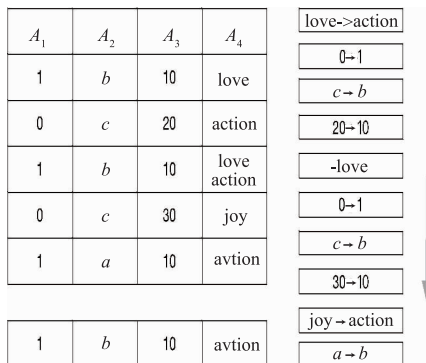 A1 A2 A3 A4
1 b 10 love
0 c 20 action
1 b 10 love
action
0 c 30 joy
1 a 10 avtion
1 b 10 avtion
love->action
0→1
c→b
20→10
-love
0→1
c→b
30→10
joy→action
a→b